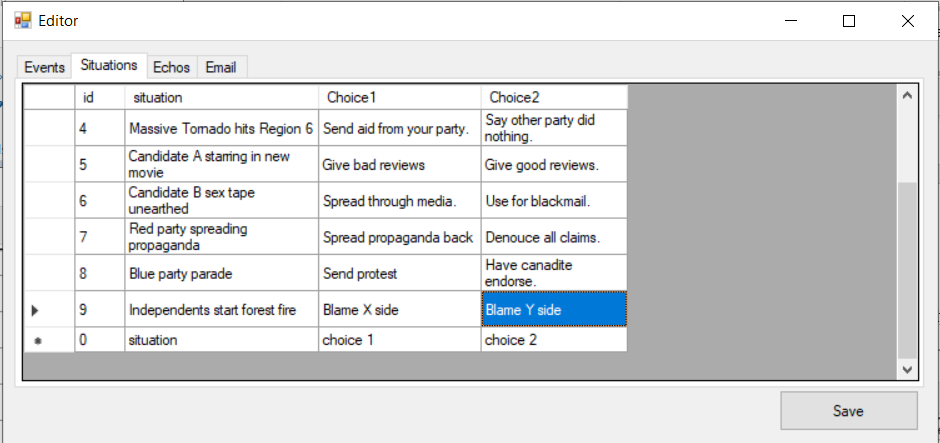 Editor
Events Situations Echos Email
id situation Choice1 Choice2
4 Massive Tornado hits Region 6 Send aid from your party. Say other party did
nothing.
5 Candidate A starring in new
movie Give bad reviews Give good reviews.
6 Candidate B sex tape
unearthed Spread through media. Use for blackmail.
7 Red party spreading
propaganda Spread propaganda back Denouce all claims.
8 Blue party parade Send protest Have canadite
endorse.
9 Independents start forest fire Blame X side Blame Y side
0 situation choice 1 choice 2
Save